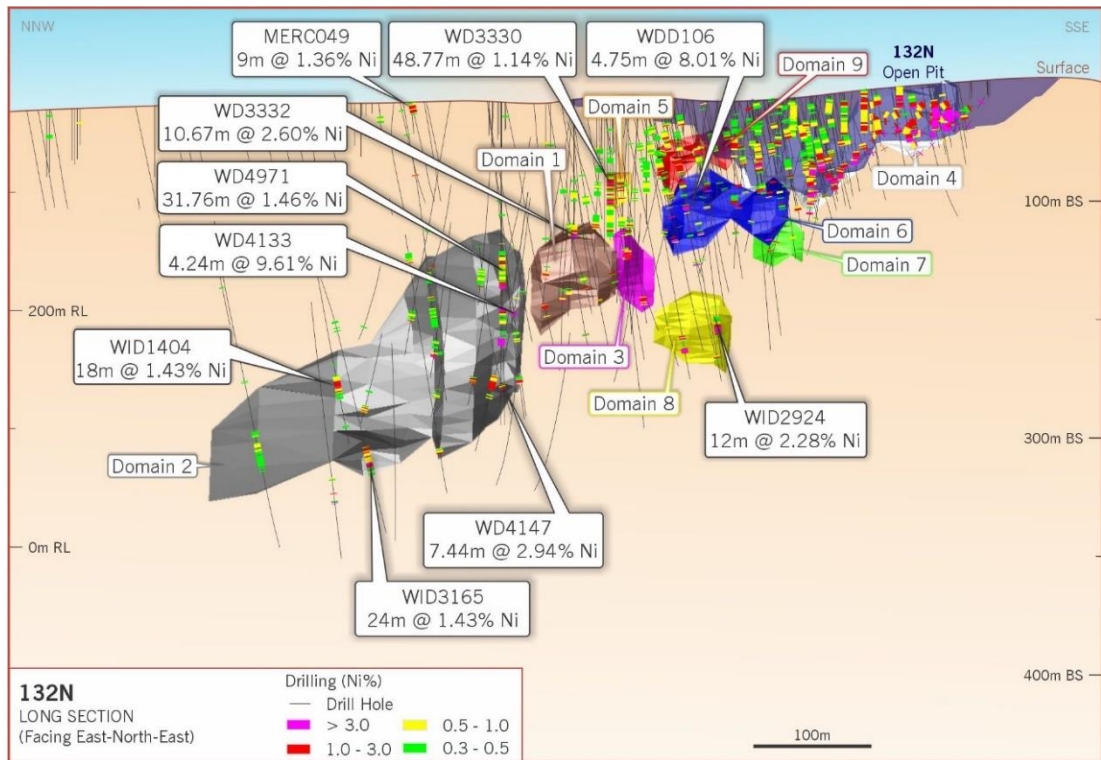 NNW
SSE
MERC049
9m @ 1.36% Ni
WD3330
48.77m @ 1.14% Ni
WDD106
4.75m @ 8.01% Ni
Domain 9
132N
Open Pit
Surface
WD3332
10.67m @ 2.60% Ni
Domain 5
Domain 1
WD4971
31.76m @ 1.46% Ni
Domain 4
100m BS
WD4133
4.24m @ 9.61% Ni
Domain 6
Domain 7
200m RL
WID1404
18m @ 1.43% Ni
Domain 3
Domain 8
WID2924
12m @ 2.28% Ni
300m BS
Domain 2
WD4147
7.44m @ 2.94% Ni
0m RL
WID3165
24m @ 1.43% Ni
400m BS
132N
LONG SECTION
(Facing East-North-East)
Drilling (Ni%)
Drill Hole
> 3.0
0.5 - 1.0
1.0 - 3.0
0.3 - 0.5
100m